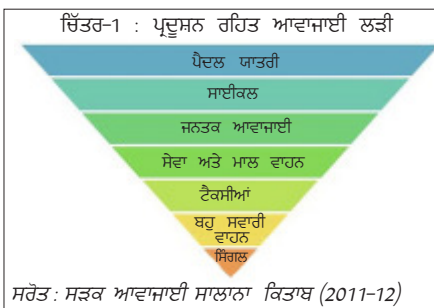 ਚਿੱਤਰ-1 : ਪ੍ਰਦੂਸ਼ਨ ਰਹਿਤ ਆਵਾਜਾਈ ਲੜੀ
ਪੈਦਲ ਯਾਤਰੀ
ਸਾਈਕਲ
ਜਨਤਕ ਆਵਾਜਾਈ
ਸੇਵਾ ਅਤੇ ਮਾਲ ਵਾਹਨ
ਟੈਕਸੀਆਂ
ਬਹੁ ਸਵਾਰੀ
ਵਾਹਨ
ਸਿੰਗਲ
ਸਰੋਤ : ਸੜਕ ਆਵਾਜਾਈ ਸਾਲਾਨਾ ਕਿਤਾਬ (2011-12)